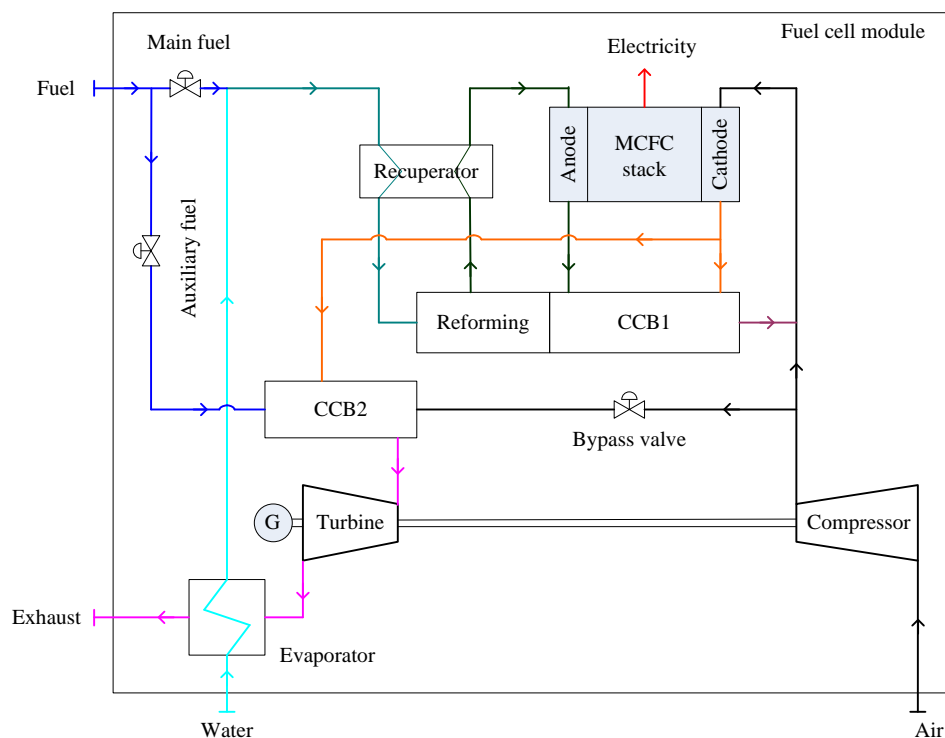 Fuel cell module
Main fuel
Electricity
Fuel
Anode
MCFC
stack
Cathode
Recuperator
Auxiliary fuel
Reforming
CCB1
CCB2
Bypass valve
G
Turbine
Compressor
Exhaust
Evaporator
Water
Air